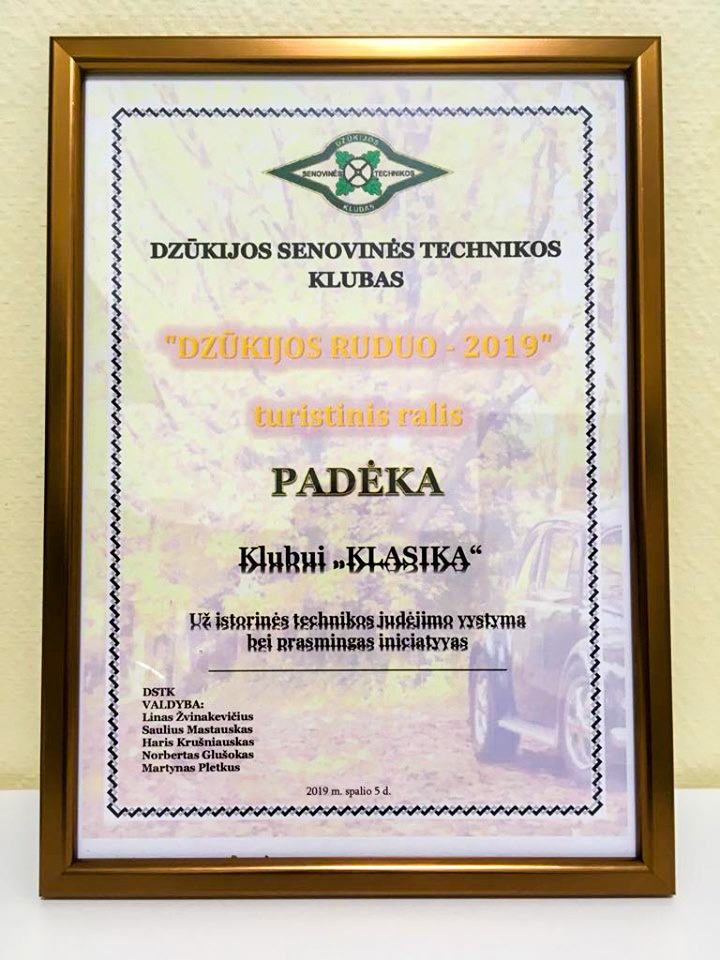 DZŪKIJOS
SENOVINĖS TECHNIKOS
KLUBAS
DZŪKIJOS SENOVINĖS TECHNIKOS
KLUBAS
"DZŪKIJOS RUDUO - 2019"
turistinis ralis
PADĖKA
Klubui „KLASIKA“
Už istorinės technikos judėjimo vystymą
bei prasmingas iniciatyvas
DSTK
VALDYBA:
Linas Žvinakevičius
Saulius Mastauskas
Haris Krušniauskas
Norbertas Glušokas
Martynas Pletkus
2019 m. spalio 5 d.